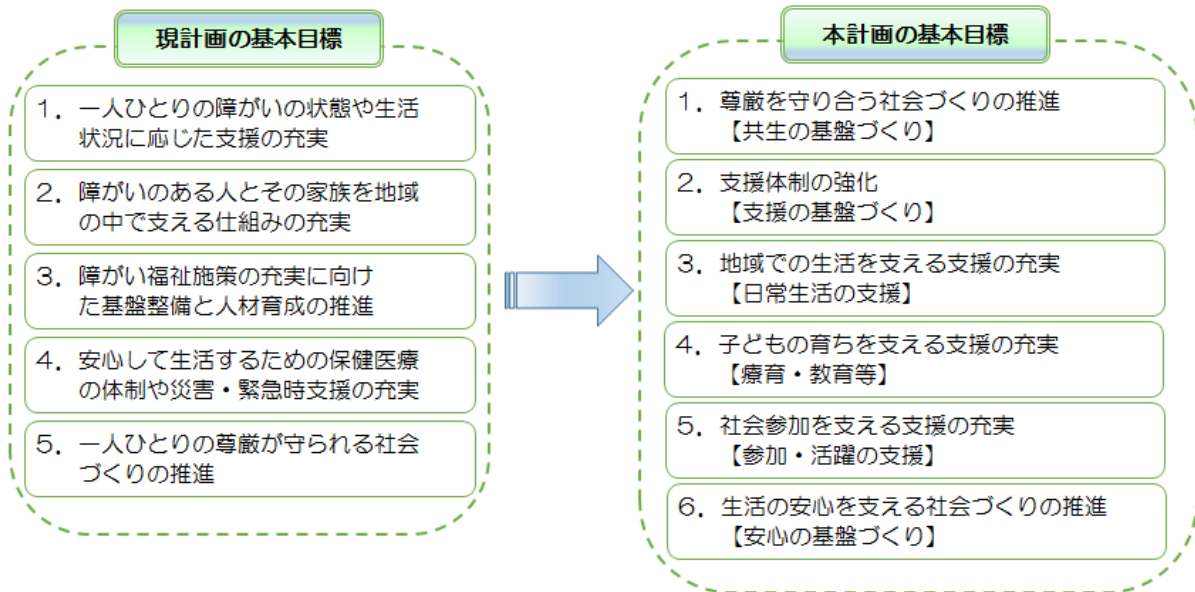 現計画の基本目標
1．一人ひとりの障がいの状態や生活
状況に応じた支援の充実
2．障がいのある人とその家族を地域
の中で支える仕組みの充実
3．障がい福祉施策の充実に向け
た基盤整備と人材育成の推進
4．安心して生活するための保健医療
の体制や災害・緊急時支援の充実
5．一人ひとりの尊厳が守られる社会
づくりの推進
本計画の基本目標
1．尊厳を守り合う社会づくりの推進
【共生の基盤づくり】
2．支援体制の強化
【支援の基盤づくり】
3．地域での生活を支える支援の充実
【日常生活の支援】
4．子どもの育ちを支える支援の充実
【療育・教育等】
5．社会参加を支える支援の充実
【参加・活躍の支援】
6．生活の安心を支える社会づくりの推進
【安心の基盤づくり】